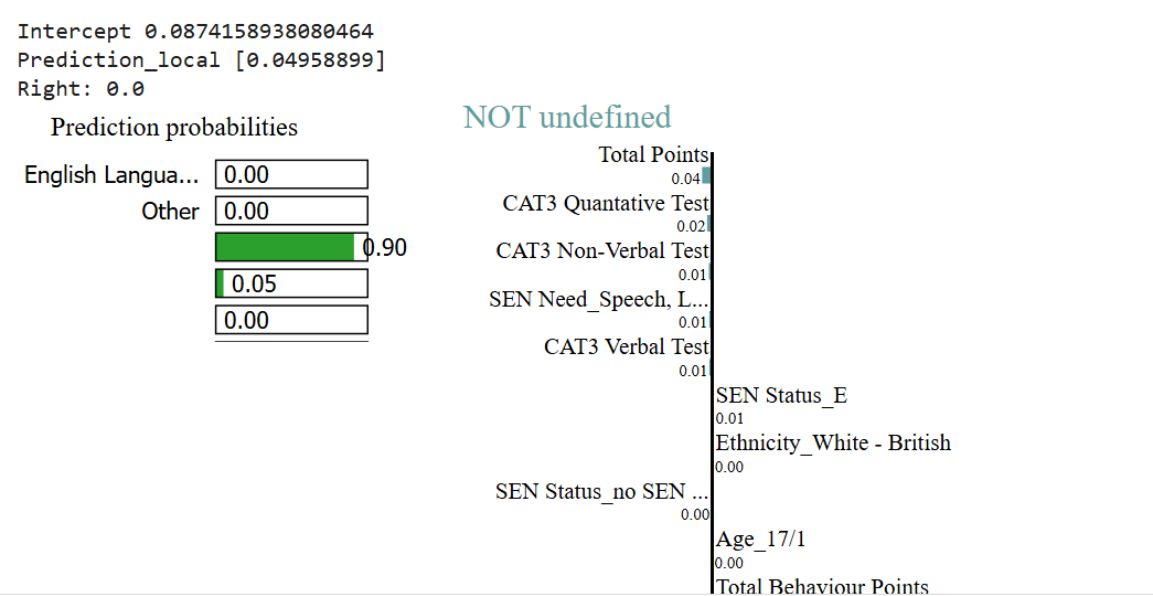 Intercept 0.0874158938080464
Prediction_local [0.04958899]
Right: 0.0
Prediction probabilities
English Langua... 0.00
Other 0.00
0.90
0.05
0.00
NOT undefined
Total Points
0.04
CAT3 Quantative Test
0.02
CAT3 Non-Verbal Test
0.01
SEN Need_Speech, L...
0.01
CAT3 Verbal Test
0.01
SEN Status_E
0.01
Ethnicity_White - British
0.00
SEN Status_no SEN ...
0.00
Age_17/1
0.00
Total Behaviour Points